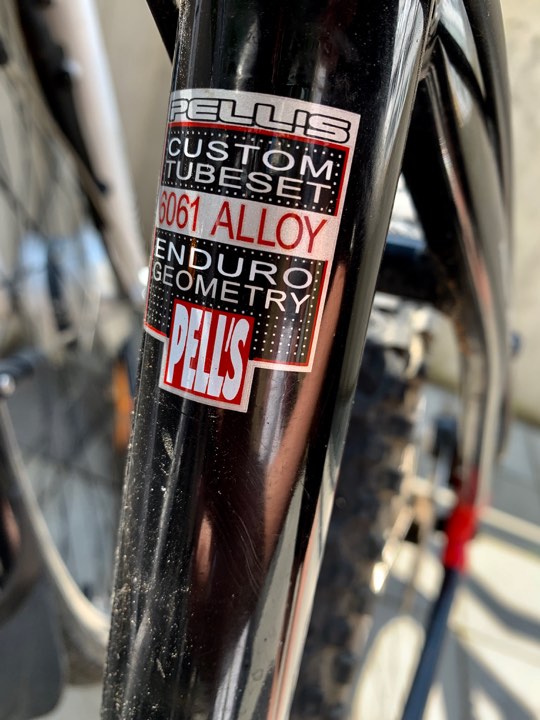 PELL'S
CUSTOM
TUBESET
6061 ALLOY
ENDURO
GEOMETRY
PELL'S